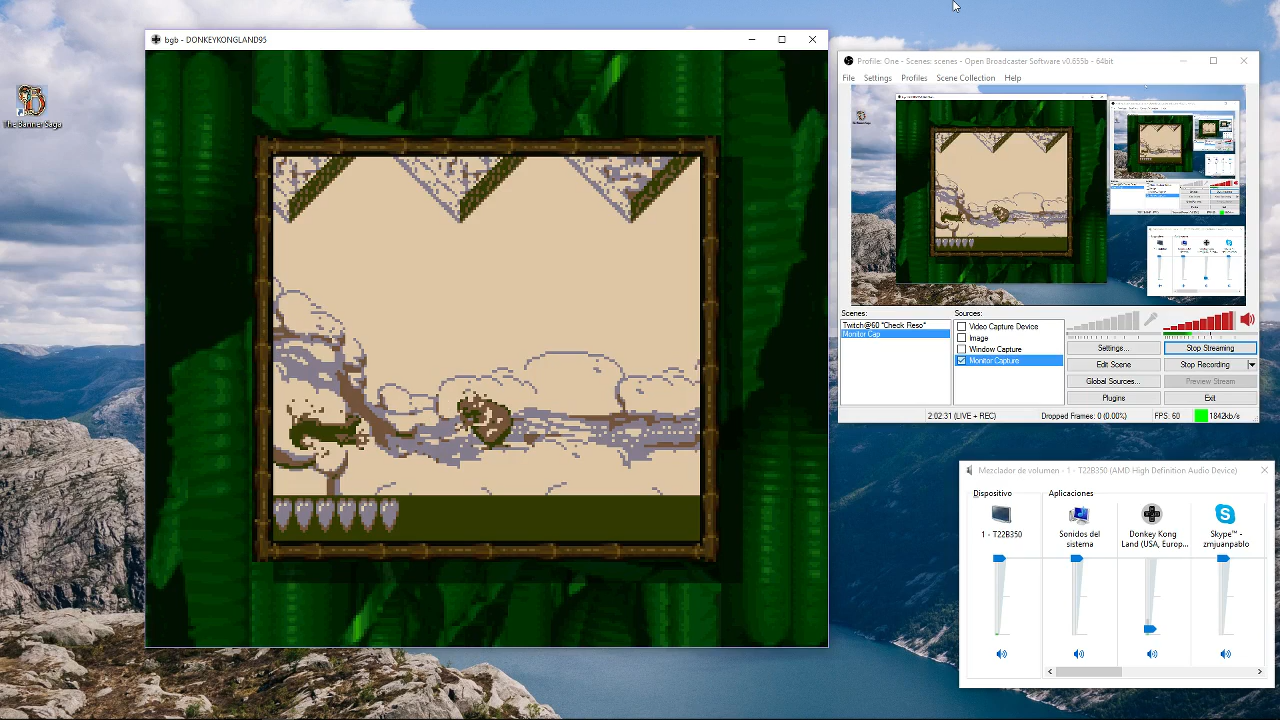 The Banner Saga
bgb - DONKEYKONGLAND95
Profile: One - Scenes: scenes - Open Broadcaster Software v0.655b - 64bit
File Settings Profiles Scene Collection Help
Scenes:
Sources:
Twitch@60 "Check Reso"
Monitor Cap
Video Capture Device
Image
Window Capture
Monitor Capture
Settings...
Stop Streaming
Edit Scene
Stop Recording
Global Sources...
Preview Stream
Plugins
Exit
2:02:31 (LIVE + REC)
Dropped Frames: 0 (0.00%)
FPS: 60
1842kb/s
Mezclador de volumen - 1 - T22B350 (AMD High Definition Audio Device)
Dispositivo
Aplicaciones
1 - T22B350
Sonidos del
sistema
Donkey Kong
Land (USA, Europ...
Skype™ -
zmjuanpablo